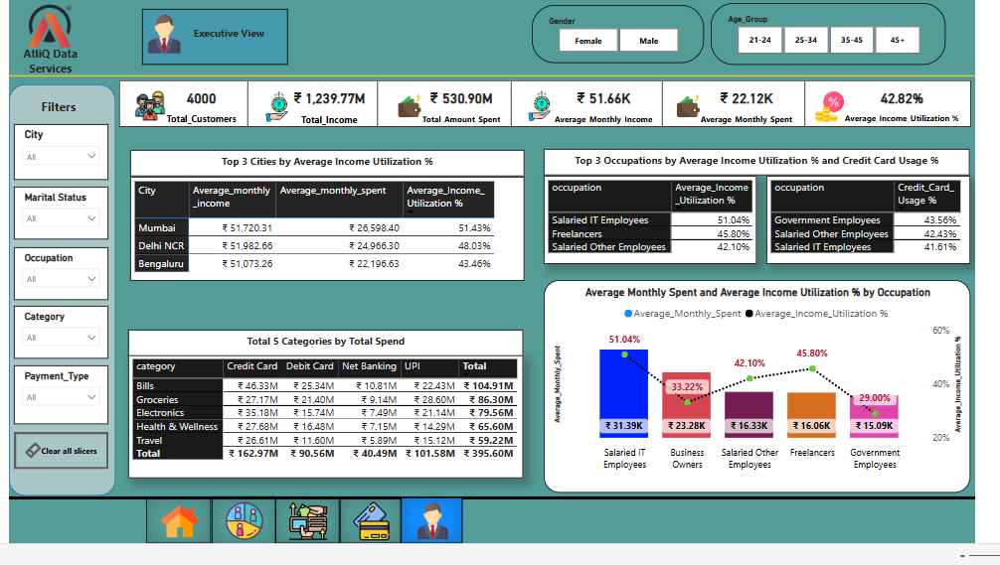 AtliQ Data
Services
Executive View
Gender
Female Male
Age_Group
21-24 25-34 35-45 45+
Filters
City
All
Marital Status
All
Occupation
All
Category
All
Payment_Type
All
Clear all slicers
4000
Total_Customers
₹ 1,239.77M
Total_Income
₹ 530.90M
Total Amount_Spent
₹ 51.66K
Average_Monthly_Income
₹ 22.12K
Average_Monthly_Spent
42.82%
Average_Income_Utilization %
Top 3 Cities by Average Income Utilization %
City Average_monthly_income Average_monthly_spent Average_Income_Utilization %
Mumbai ₹ 51,720.31 ₹ 26,598.40 51.43%
Delhi NCR ₹ 51,982.66 ₹ 24,966.30 48.03%
Bengaluru ₹ 51,073.26 ₹ 22,196.63 43.46%
Top 3 Occupations by Average Income Utilization % and Credit Card Usage %
occupation Average_Income_Utilization %
Salaried IT Employees 51.04%
Freelancers 45.80%
Salaried Other Employees 42.10%
occupation Credit_Card_Usage %
Government Employees 43.56%
Salaried Other Employees 42.43%
Salaried IT Employees 41.61%
Total 5 Categories by Total Spend
category Credit Card Debit Card Net Banking UPI Total
Bills ₹ 46.33M ₹ 25.34M ₹ 10.81M ₹ 22.43M ₹ 104.91M
Groceries ₹ 27.17M ₹ 21.40M ₹ 9.14M ₹ 28.60M ₹ 86.30M
Electronics ₹ 35.18M ₹ 15.74M ₹ 7.49M ₹ 21.14M ₹ 79.56M
Health & Wellness ₹ 27.68M ₹ 16.48M ₹ 7.15M ₹ 14.29M ₹ 65.60M
Travel ₹ 26.61M ₹ 11.60M ₹ 5.89M ₹ 15.12M ₹ 59.22M
Total ₹ 162.97M ₹ 90.56M ₹ 40.49M ₹ 101.58M ₹ 395.60M
Average Monthly Spent and Average Income Utilization % by Occupation
Average_Monthly_Spent Average_Income_Utilization %
Average_Monthly_Spent
51.04% 33.22% 42.10% 45.80% 29.00%
₹ 31.39K ₹ 23.28K ₹ 16.33K ₹ 16.06K ₹ 15.09K
Salaried IT Employees
Business Owners
Salaried Other Employees
Freelancers
Government Employees
60%
40%
20%
Average_Income_Utilization %